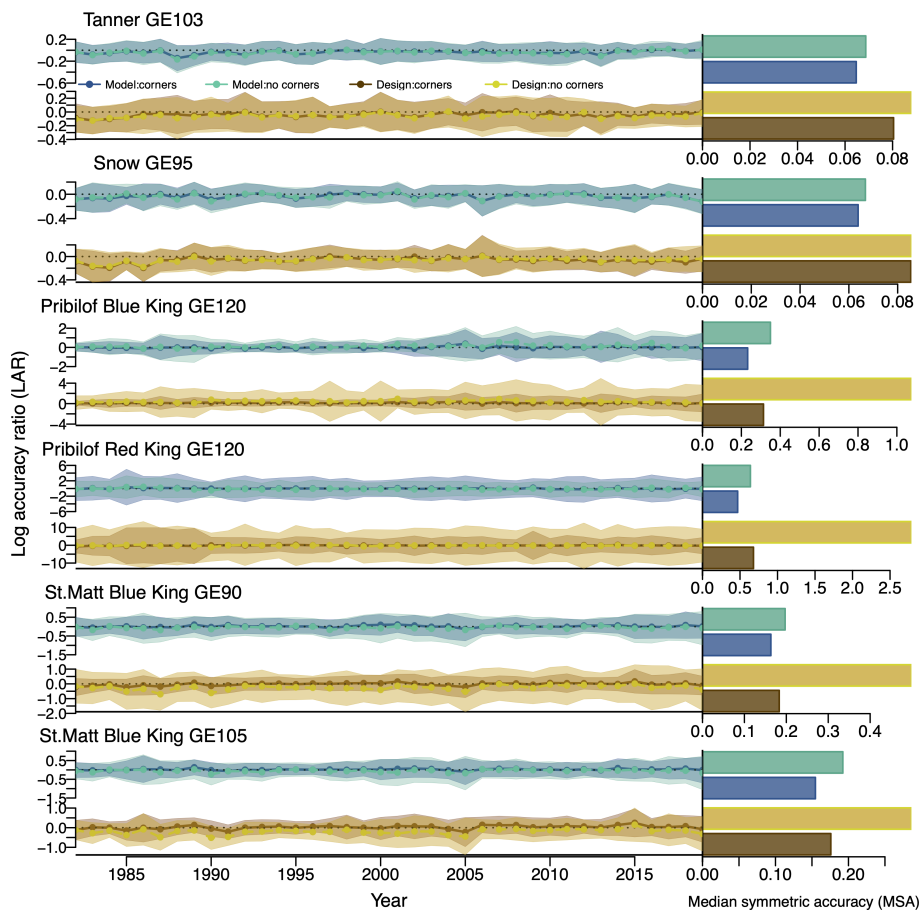 Tanner GE103
0.2
−0.2
−0.6
Model:corners Model:no corners Design:corners Design:no corners
0.2
0.0
−0.2
−0.4
0.00 0.02 0.04 0.06 0.08
Snow GE95
0.0
−0.4
0.0
−0.4
0.00 0.02 0.04 0.06 0.08
Pribilof Blue King GE120
2
0
−2
4
0
−4
0.0 0.2 0.4 0.6 0.8 1.0
Pribilof Red King GE120
6
2
−2
−6
10
0
−10
0.0 0.5 1.0 1.5 2.0 2.5
St.Matt Blue King GE90
0.5
−0.5
−1.5
1.0
0.0
−1.0
−2.0
0.0 0.1 0.2 0.3 0.4
St.Matt Blue King GE105
0.5
−0.5
−1.5
1.0
0.0
−1.0
1985 1990 1995 2000 2005 2010 2015
0.10 0.20
Year
Log accuracy ratio (LAR)
Median symmetric accuracy (MSA)